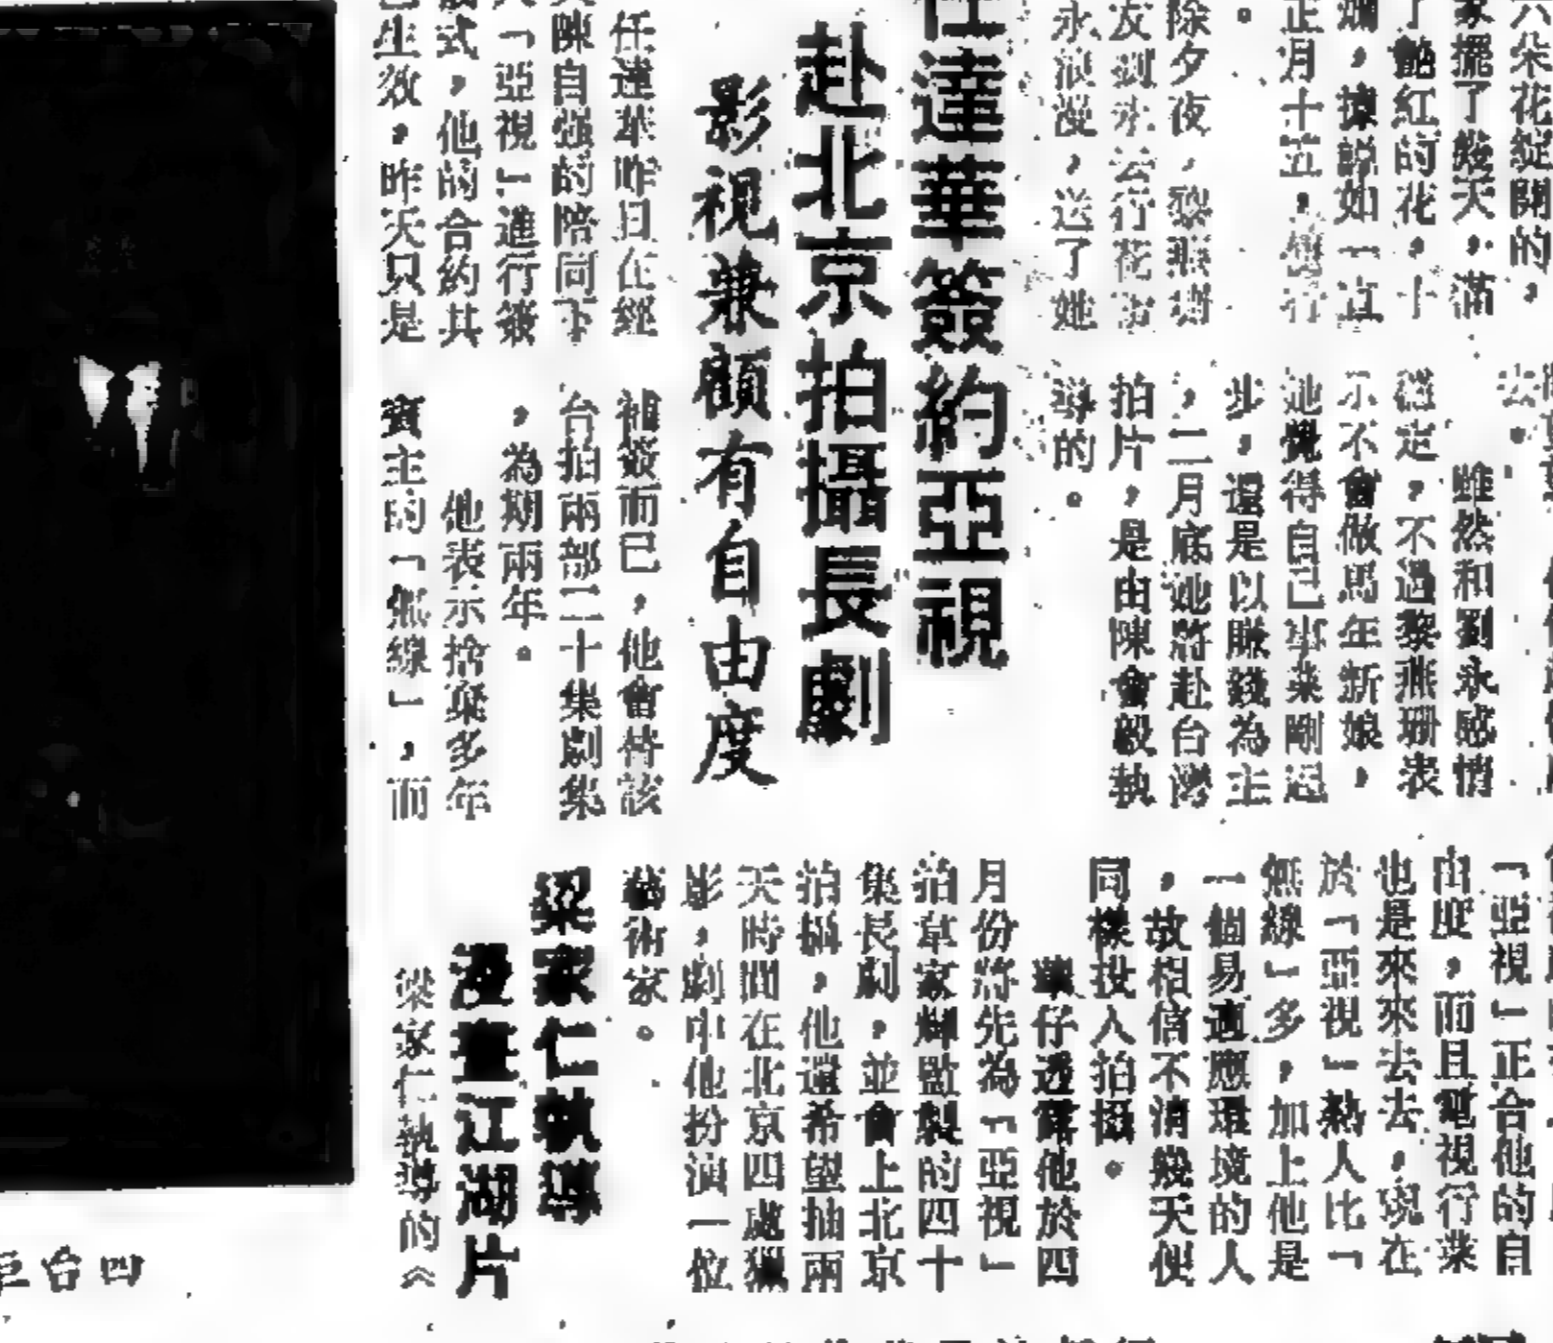 六朵花綻開的，
家擺了幾天，滿
了艷紅的花，十
爛，據說如一直
正月十五，
。
除夕夜，黎燕珊
友劉永去行花市
永浪漫，送了她
雖然和劉永感情
穩定，不過黎燕珊表
示不會做馬年新娘，
她覺得自己事業剛起
步，還是以賺錢為主
，二月底她將赴台灣
拍片，是由陳會毅執
導的。
任達華簽約亞視
赴北京拍攝長劇
影視兼顧有自由度
任達華昨日在經
陳自强的陪同下
「亞視」進行簽
式，他的合約其
生效，昨天只是
補簽而已，他會替該
台拍兩部二十集劇集
，為期兩年。
他表示捨棄多年
賓主的「無線」，而
「亞視」正合他的自
由度，而且電視行業
也是來來去去，現在
於「亞視」熟人比「
無線」多，加上他是
一個易適應環境的人
，故相信不消幾天便
同樣投入拍攝。
華仔透露他於四
月份將先為「亞視」
拍韋家輝監製的四十
集長劇，並會上北京
拍攝，他還希望抽兩
天時間在北京四處獵
影，劇中他扮演一位
藝術家。
梁家仁執導
漫畫江湖片
梁家仁執導的《
四台